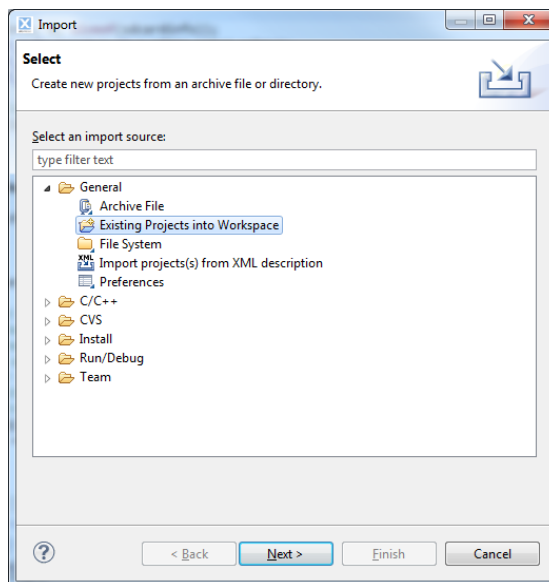 Import
Select
Create new projects from an archive file or directory.
Select an import source:
type filter text
General
Archive File
Existing Projects into Workspace
File System
XML Import projects(s) from XML description
Preferences
C/C++
CVS
Install
Run/Debug
Team
? < Back Next > Finish Cancel